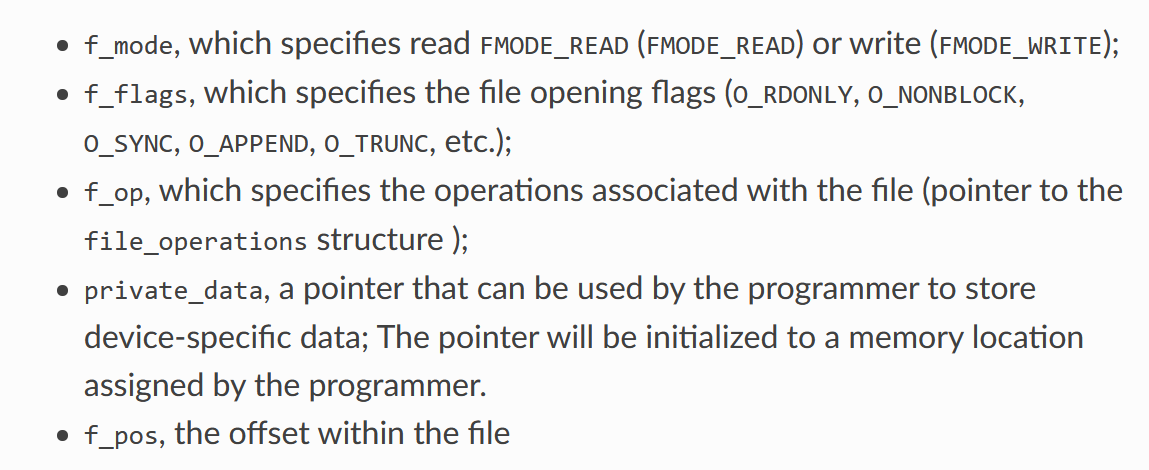 • f_mode, which specifies read FMODE_READ (FMODE_READ) or write (FMODE_WRITE);
• f_flags, which specifies the file opening flags (O_RDONLY, O_NONBLOCK,
O_SYNC, O_APPEND, O_TRUNC, etc.);
• f_op, which specifies the operations associated with the file (pointer to the
file_operations structure );
• private_data, a pointer that can be used by the programmer to store
device-specific data; The pointer will be initialized to a memory location
assigned by the programmer.
• f_pos, the offset within the file